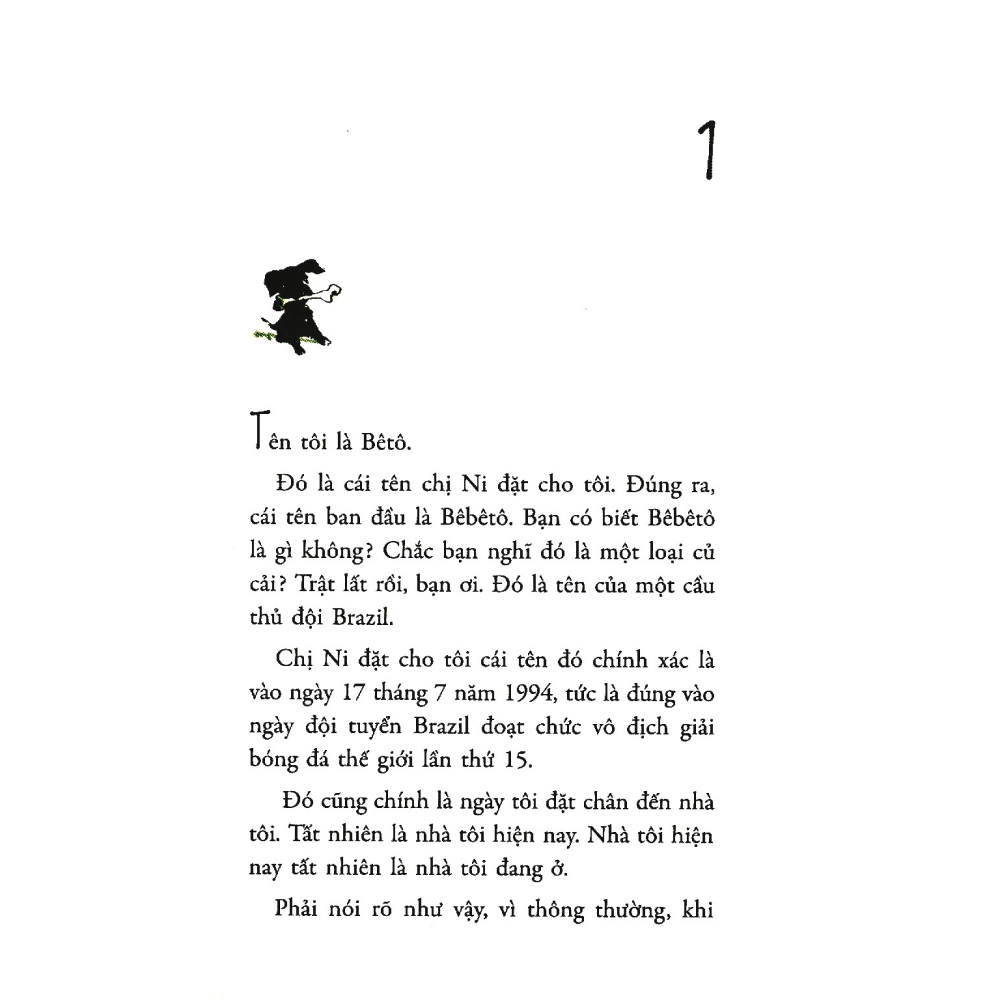 1
Tên tôi là Bêtô.
Đó là cái tên chị Ni đặt cho tôi. Đúng ra,
cái tên ban đầu là Bêbêtô. Bạn có biết Bêbêtô
là gì không? Chắc bạn nghĩ đó là một loại củ
cải? Trật lất rồi, bạn ơi. Đó là tên của một cầu
thủ đội Brazil.
Chị Ni đặt cho tôi cái tên đó chính xác là
vào ngày 17 tháng 7 năm 1994, tức là đúng vào
ngày đội tuyển Brazil đoạt chức vô địch giải
bóng đá thế giới lần thứ 15.
Đó cũng chính là ngày tôi đặt chân đến nhà
tôi. Tất nhiên là nhà tôi hiện nay. Nhà tôi hiện
nay tất nhiên là nhà tôi đang ở.
Phải nói rõ như vậy, vì thông thường, khi